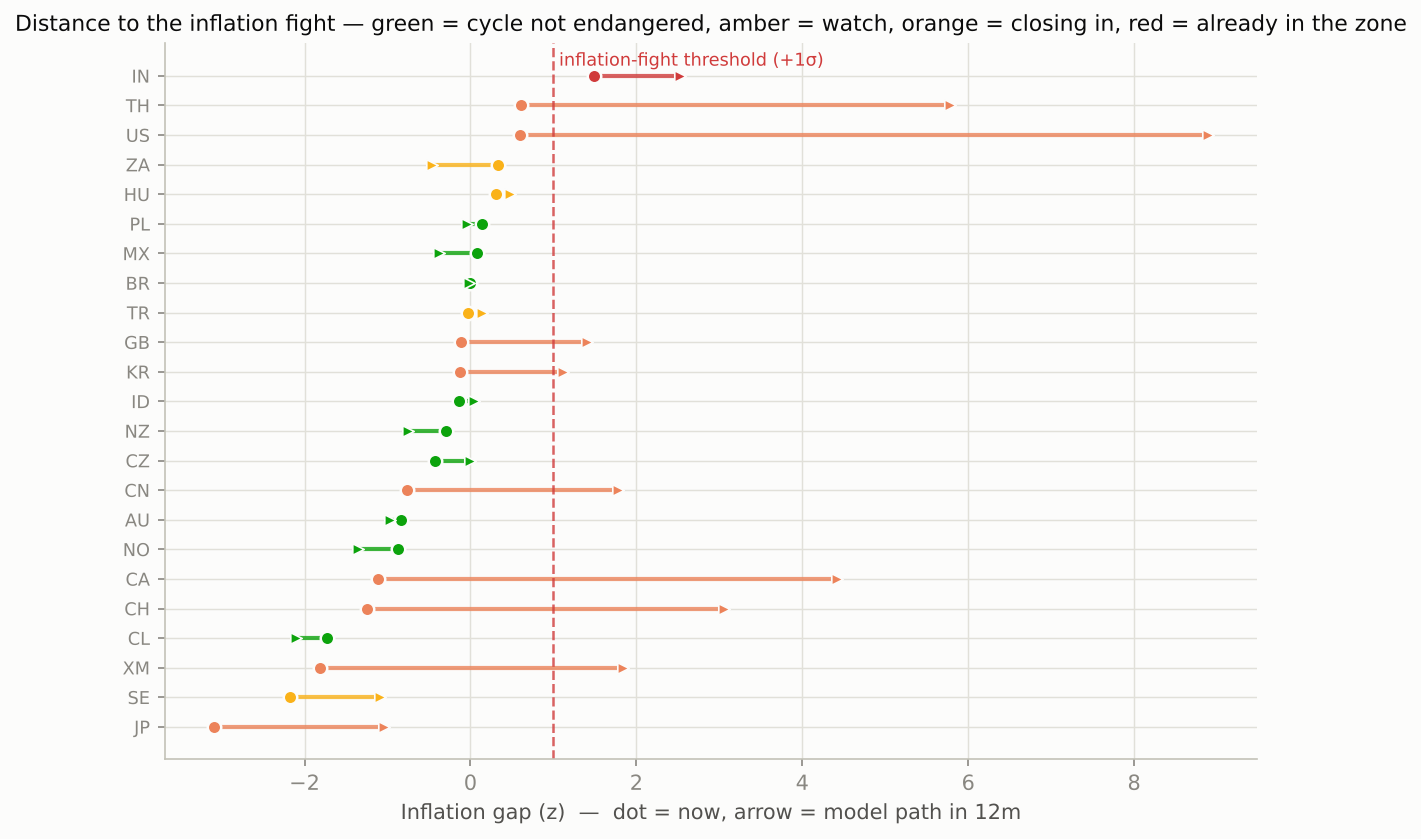 Distance to the inflation fight — green = cycle not endangered, amber = watch, orange = closing in, red = already in the zone
inflation-fight threshold (+1σ)
IN
TH
US
ZA
HU
PL
MX
BR
TR
GB
KR
ID
NZ
CZ
CN
AU
NO
CA
CH
CL
XM
SE
JP
−2 0 2 4 6 8
Inflation gap (z) — dot = now, arrow = model path in 12m